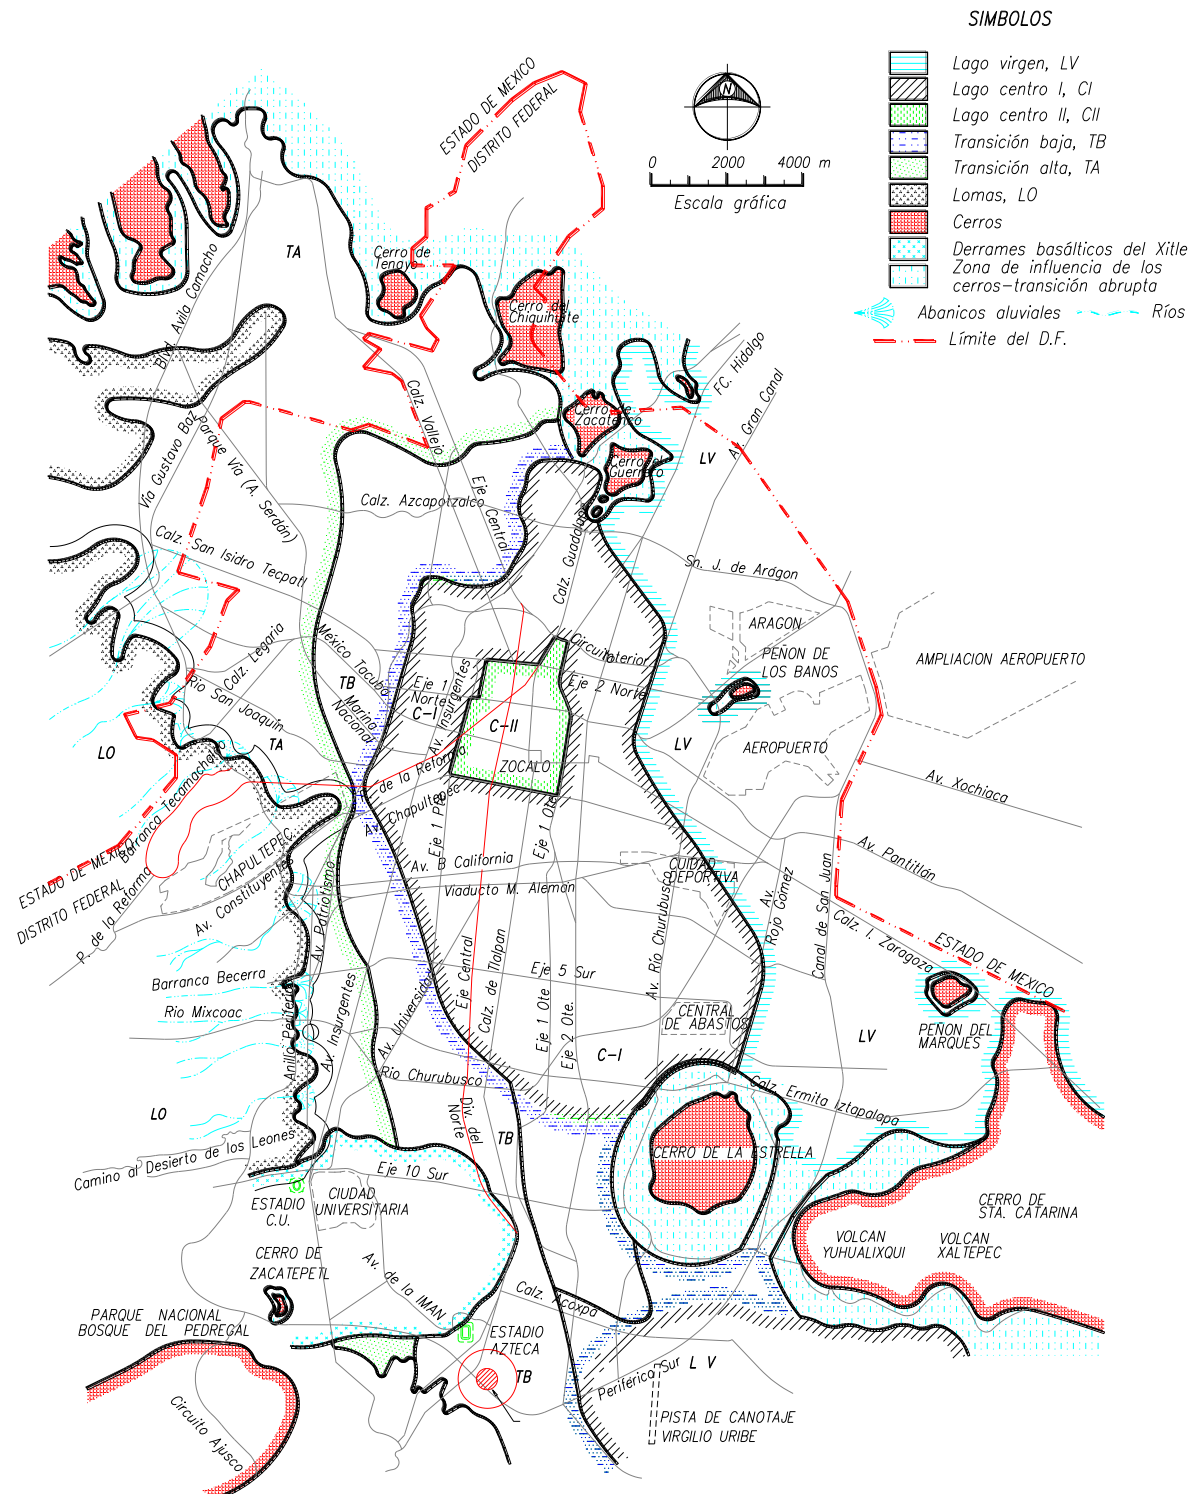 SIMBOLOS
Lago virgen, LV
Lago centro I, CI
Lago centro II, CII
Transición baja, TB
Transición alta, TA
Lomas, LO
Cerros
Derrames basálticos del Xitle
Zona de influencia de los
cerros-transición abrupta
Abanicos aluviales
Ríos
Límite del D.F.
N
0 2000 4000 m
Escala gráfica
ESTADO DE MEXICO
DISTRITO FEDERAL
TA
Cerro de
Tenayo
Cerro del
Chiquihuite
Blvd. Avila Camacho
FC. Hidalgo
Av. Gran Canal
Calz. Vallejo
Cerro de
Zacatenco
Cerro del
Guerrero
LV
Vía Gustavo Baz
Parque Vía (A. Serdán)
Calz. Azcapotzalco
Eje Central
Calz. Guadalupe
Calz. San Isidro Tecpatl
Sn. J. de Aragon
ARAGON
PEÑON DE
LOS BANOS
AMPLIACION AEROPUERTO
Calz. Legaria
México Tacuba
Circuito
Interior
Rio San Joaquín
TB
Marina
Nacional
Eje 1
Norte
Av. Insurgentes
Eje 2 Norte
C-I
C-II
LO
TA
LV
AEROPUERTO
ZOCALO
P. de la Reforma
Av. Xochiaca
Barranca Tecamachalco
Av. Chapultepec
Eje 1 Pte.
Eje 1 Ote.
ESTADO DE MEXICO
DISTRITO FEDERAL
CHAPULTEPEC
Av. Constituyentes
Av. B California
Viaducto M. Aleman
CUIDAD
DEPORTIVA
Av. Pantitlán
P. de la Reforma
Av. Patriotismo
Av.
Rojo Gomez
Canal de San Juan
Calz. I. Zaragoza
ESTADO DE MEXICO
Av. Río Churubusco
Barranca Becerra
Eje Central
Calz. de Tlalpan
Eje 5 Sur
Rio Mixcoac
Anillo Periférico
Av. Insurgentes
Av. Universidad
Eje 1 Ote
Eje 2 Ote.
CENTRAL
DE ABASTOS
PEÑON DEL
MARQUES
C-I
LV
Río Churubusco
Calz. Ermita Iztapalapa
LO
Div. del
Norte
TB
Camino al Desierto de los Leones
CERRO DE LA ESTRELLA
Eje 10 Sur
ESTADIO
C.U.
CIUDAD
UNIVERSITARIA
CERRO DE
STA. CATARINA
VOLCAN
YUHUALIXQUI
VOLCAN
XALTEPEC
CERRO DE
ZACATEPETL
Av. de la IMAN
Calz. Acoxpa
PARQUE NACIONAL
BOSQUE DEL PEDREGAL
ESTADIO
AZTECA
TB
Periférico Sur
L V
Circuito Ajusco
PISTA DE CANOTAJE
VIRGILIO URIBE